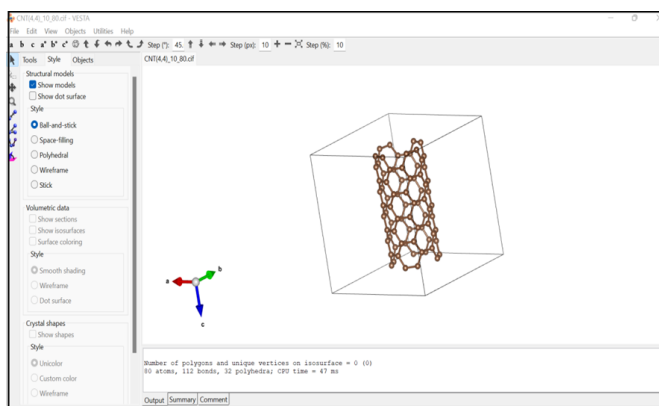 CNT(4,4)_10_80.cif - VESTA
File Edit View Objects Utilities Help
a b c a* b* c* Step (°): 45. Step (px): 10 Step (%): 10
Tools Style Objects
CNT(4,4)_10_80.cif
Structural models
Show models
Show dot surface
Style
Ball-and-stick
Space-filling
Polyhedral
Wireframe
Stick
Volumetric data
Show sections
Show isosurfaces
Surface coloring
Style
Smooth shading
Wireframe
Dot surface
Crystal shapes
Show shapes
Style
Unicolor
Custom color
Wireframe
a
b
c
Number of polygons and unique vertices on isosurface = 0 (0)
80 atoms, 112 bonds, 32 polyhedra; CPU time = 47 ms
Output Summary Comment